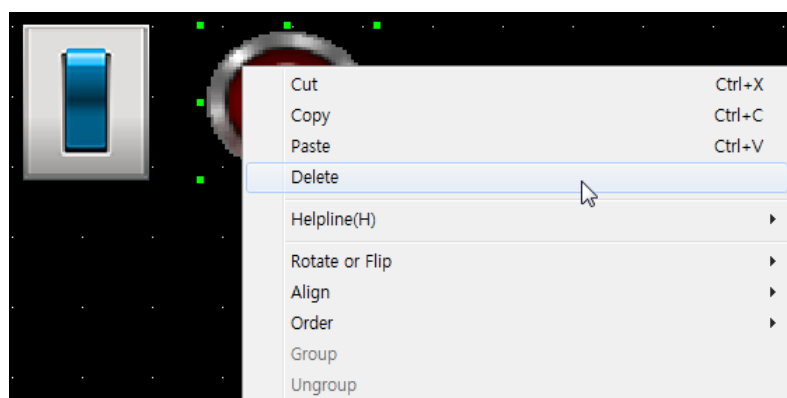 Cut Ctrl+X
Copy Ctrl+C
Paste Ctrl+V
Delete
Helpline(H)
Rotate or Flip
Align
Order
Group
Ungroup